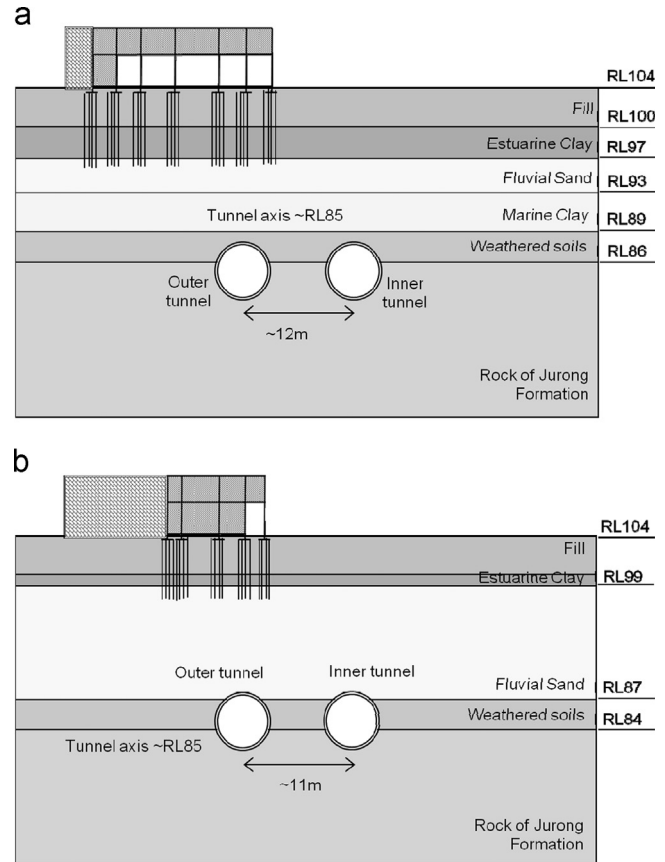 a
RL104
Fill
RL100
Estuarine Clay
RL97
Fluvial Sand
RL93
Tunnel axis ~RL85
Marine Clay
RL89
Weathered soils
RL86
Outer
tunnel
Inner
tunnel
~12m
Rock of Jurong
Formation
b
RL104
Fill
Estuarine Clay
RL99
Outer tunnel
Inner tunnel
Fluvial Sand
RL87
Weathered soils
RL84
Tunnel axis ~RL85
~11m
Rock of Jurong
Formation